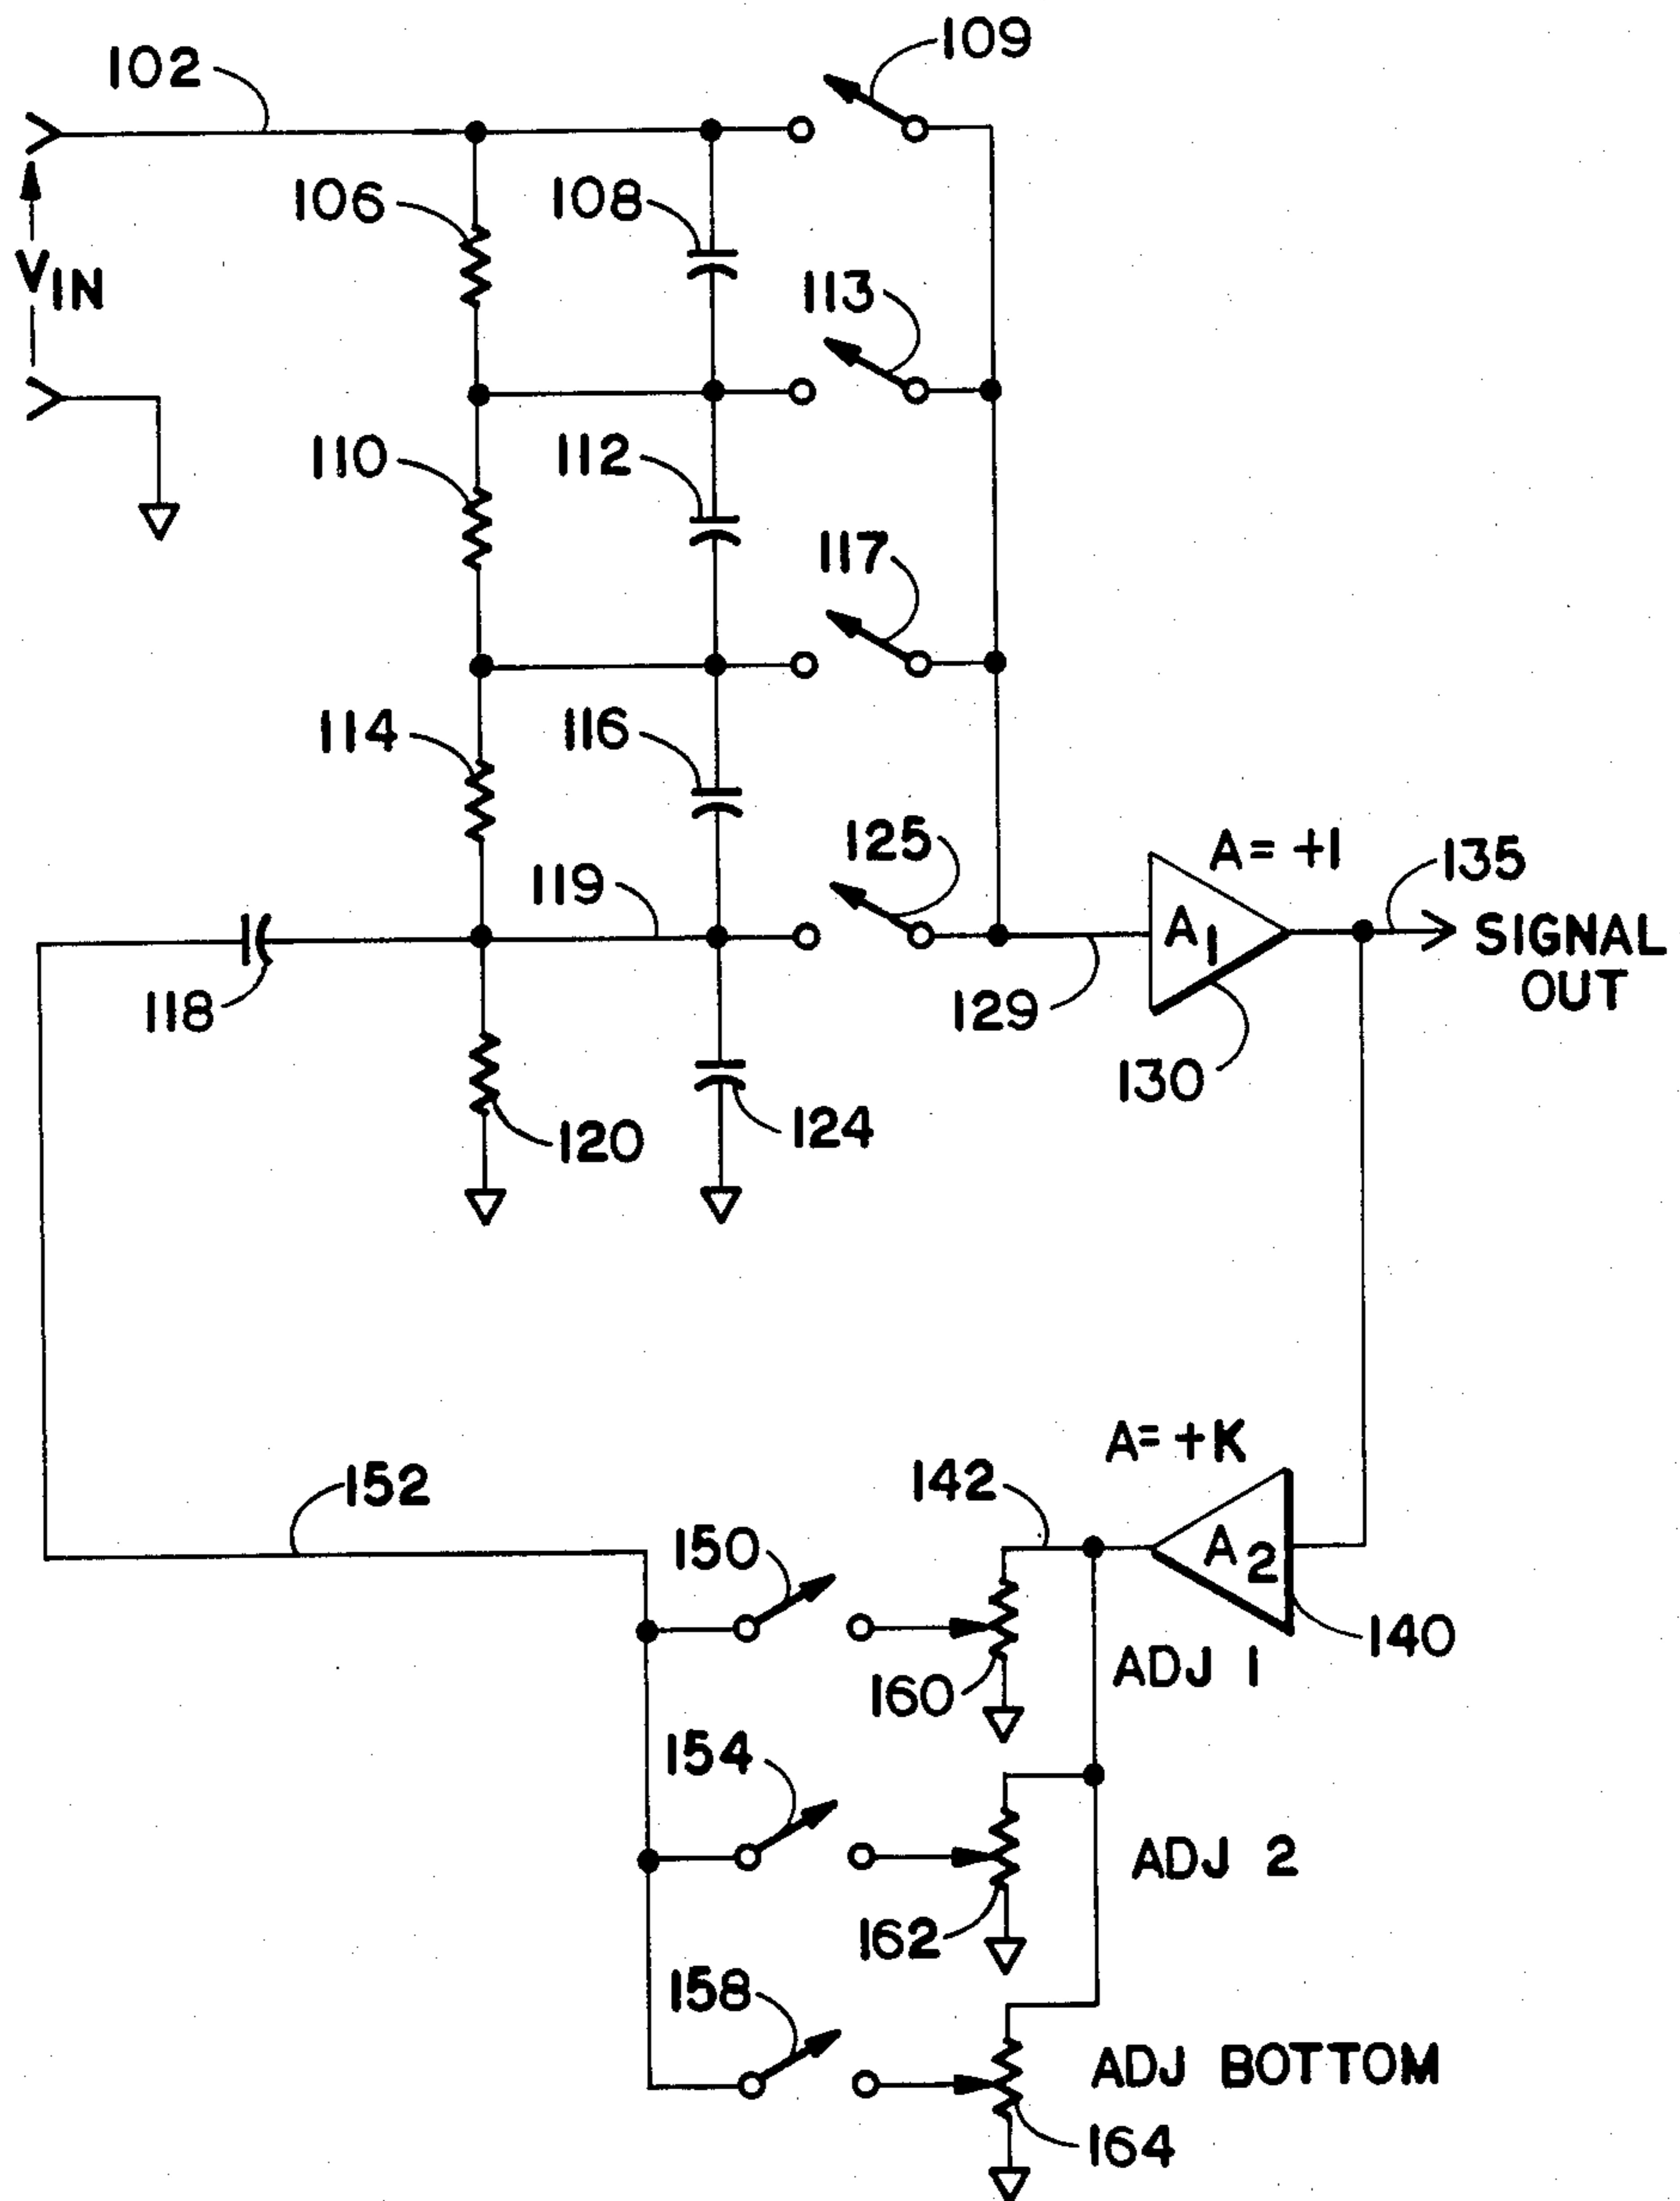 109
102
106
108
VIN
113
110
112
117
114
116
125
A = +1
135
119
A1
SIGNAL
OUT
118
129
130
120
124
A = +K
142
152
150
A2
140
ADJ 1
160
154
ADJ 2
162
158
ADJ BOTTOM
164